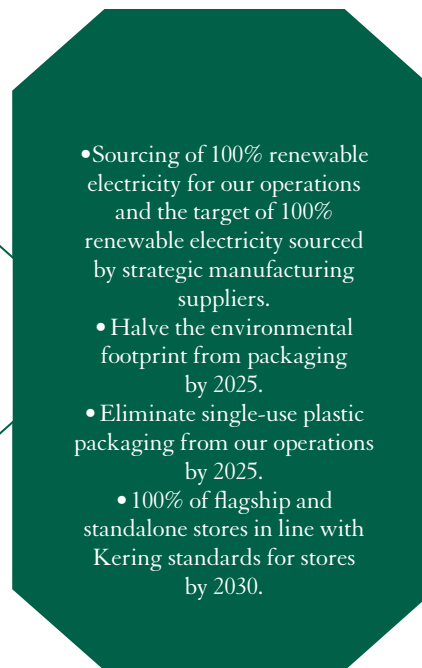 •Sourcing of 100% renewable
electricity for our operations
and the target of 100%
renewable electricity sourced
by strategic manufacturing
suppliers.
• Halve the environmental
footprint from packaging
by 2025.
• Eliminate single-use plastic
packaging from our operations
by 2025.
• 100% of flagship and
standalone stores in line with
Kering standards for stores
by 2030.